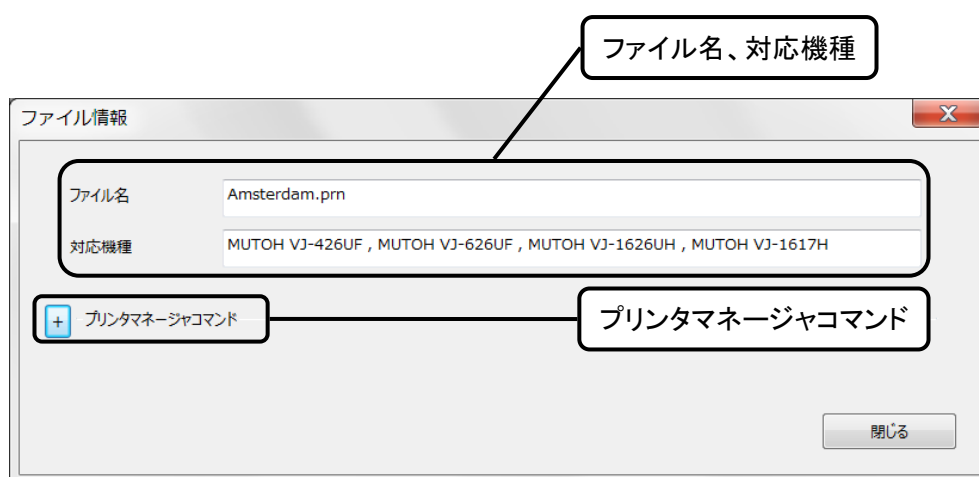 ファイル名、対応機種
ファイル情報
X
ファイル名 Amsterdam.prn
対応機種 MUTOH VJ-426UF , MUTOH VJ-626UF , MUTOH VJ-1626UH , MUTOH VJ-1617H
+ プリンタマネージャコマンド プリンタマネージャコマンド
閉じる